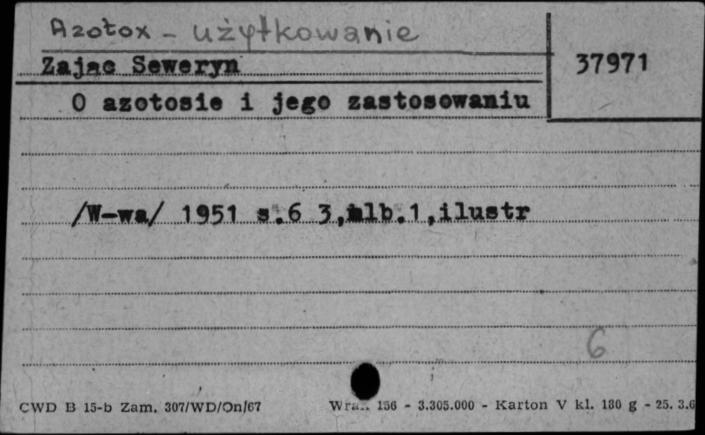 Azotox - użytkowanie
Zając Seweryn
37971
O azotosie i jego zastosowaniu
/W-wa/ 1951 s.6 3,nlb.1,ilustr
6
CWD B 15-b Zam. 307/WD/On/67
156 - 3.305.000 - Karton V kl. 180 g - 25. 3.6